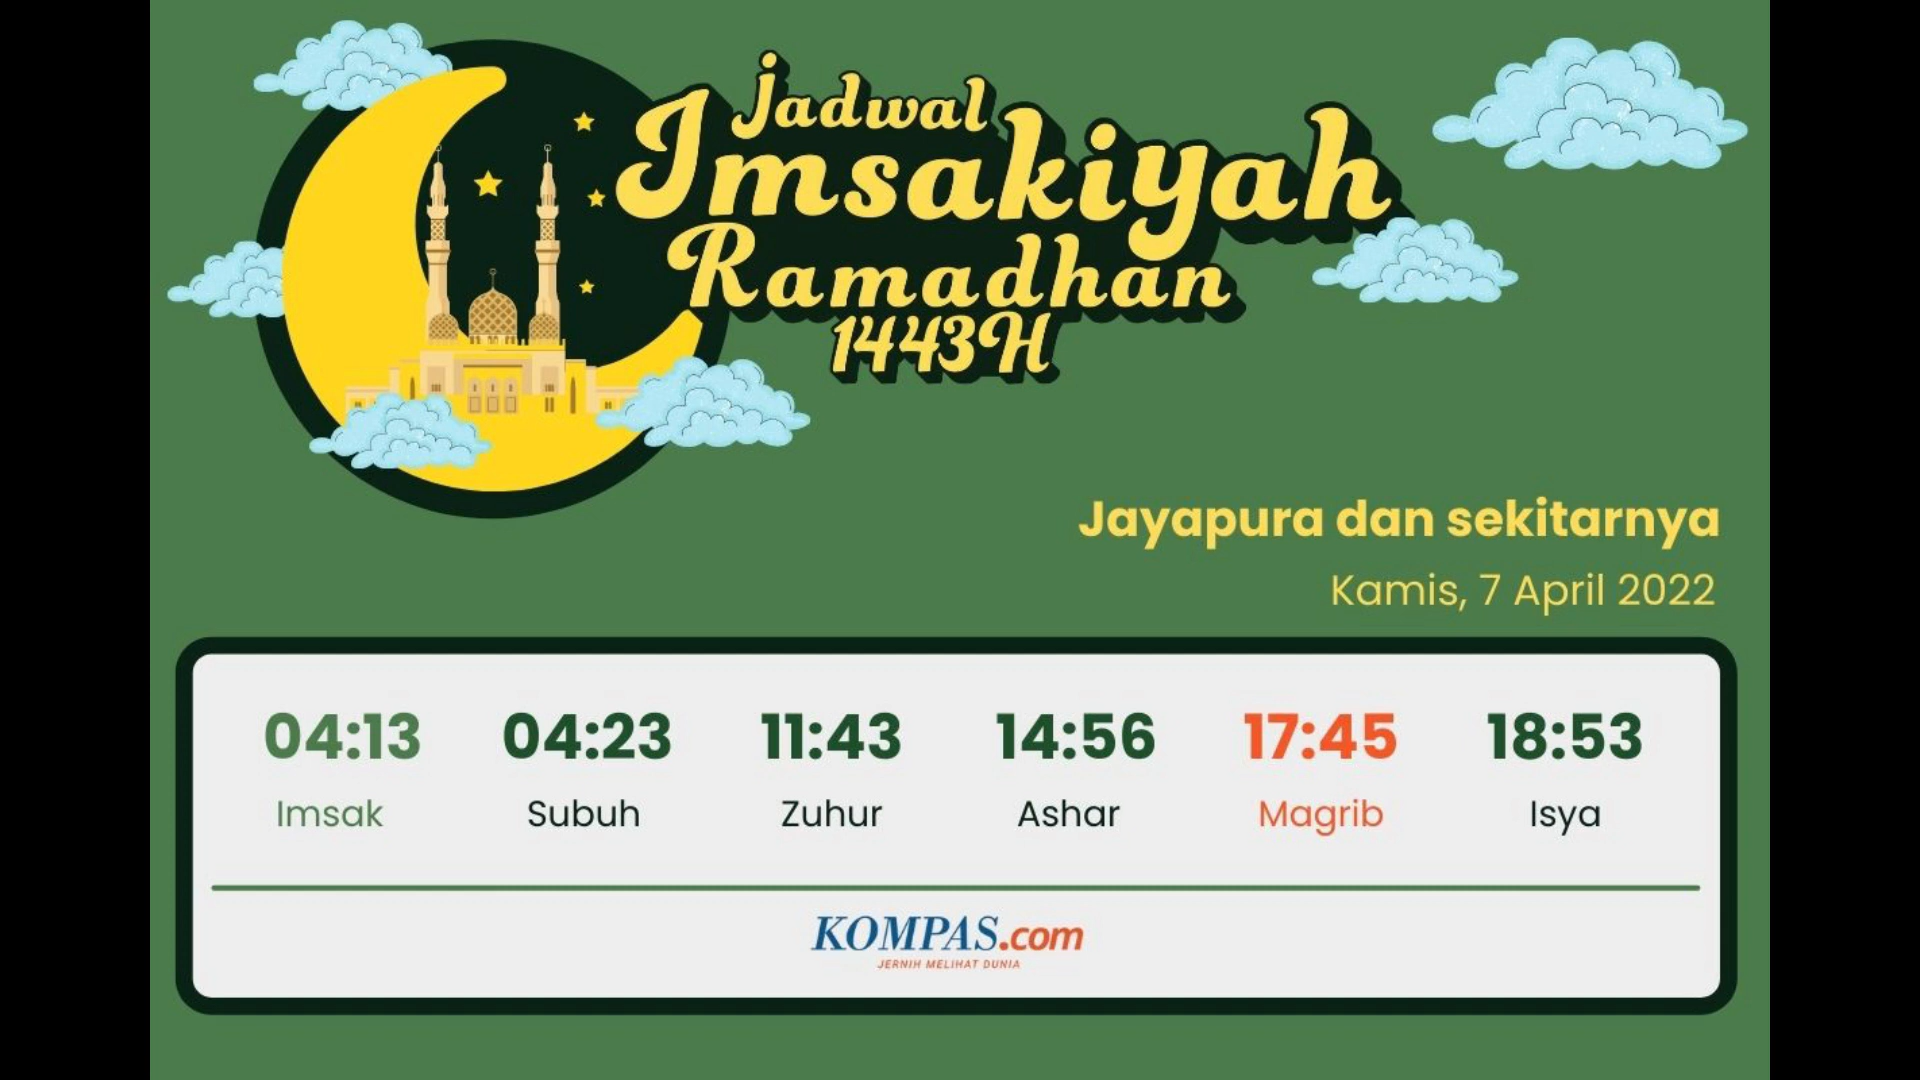 Jadwal
Imsakiyah
Ramadhan
1443H
Jayapura dan sekitarnya
Kamis, 7 April 2022
04:13 04:23 11:43 14:56 17:45 18:53
Imsak Subuh Zuhur Ashar Magrib Isya
KOMPAS.com
JERNIH MELIHAT DUNIA